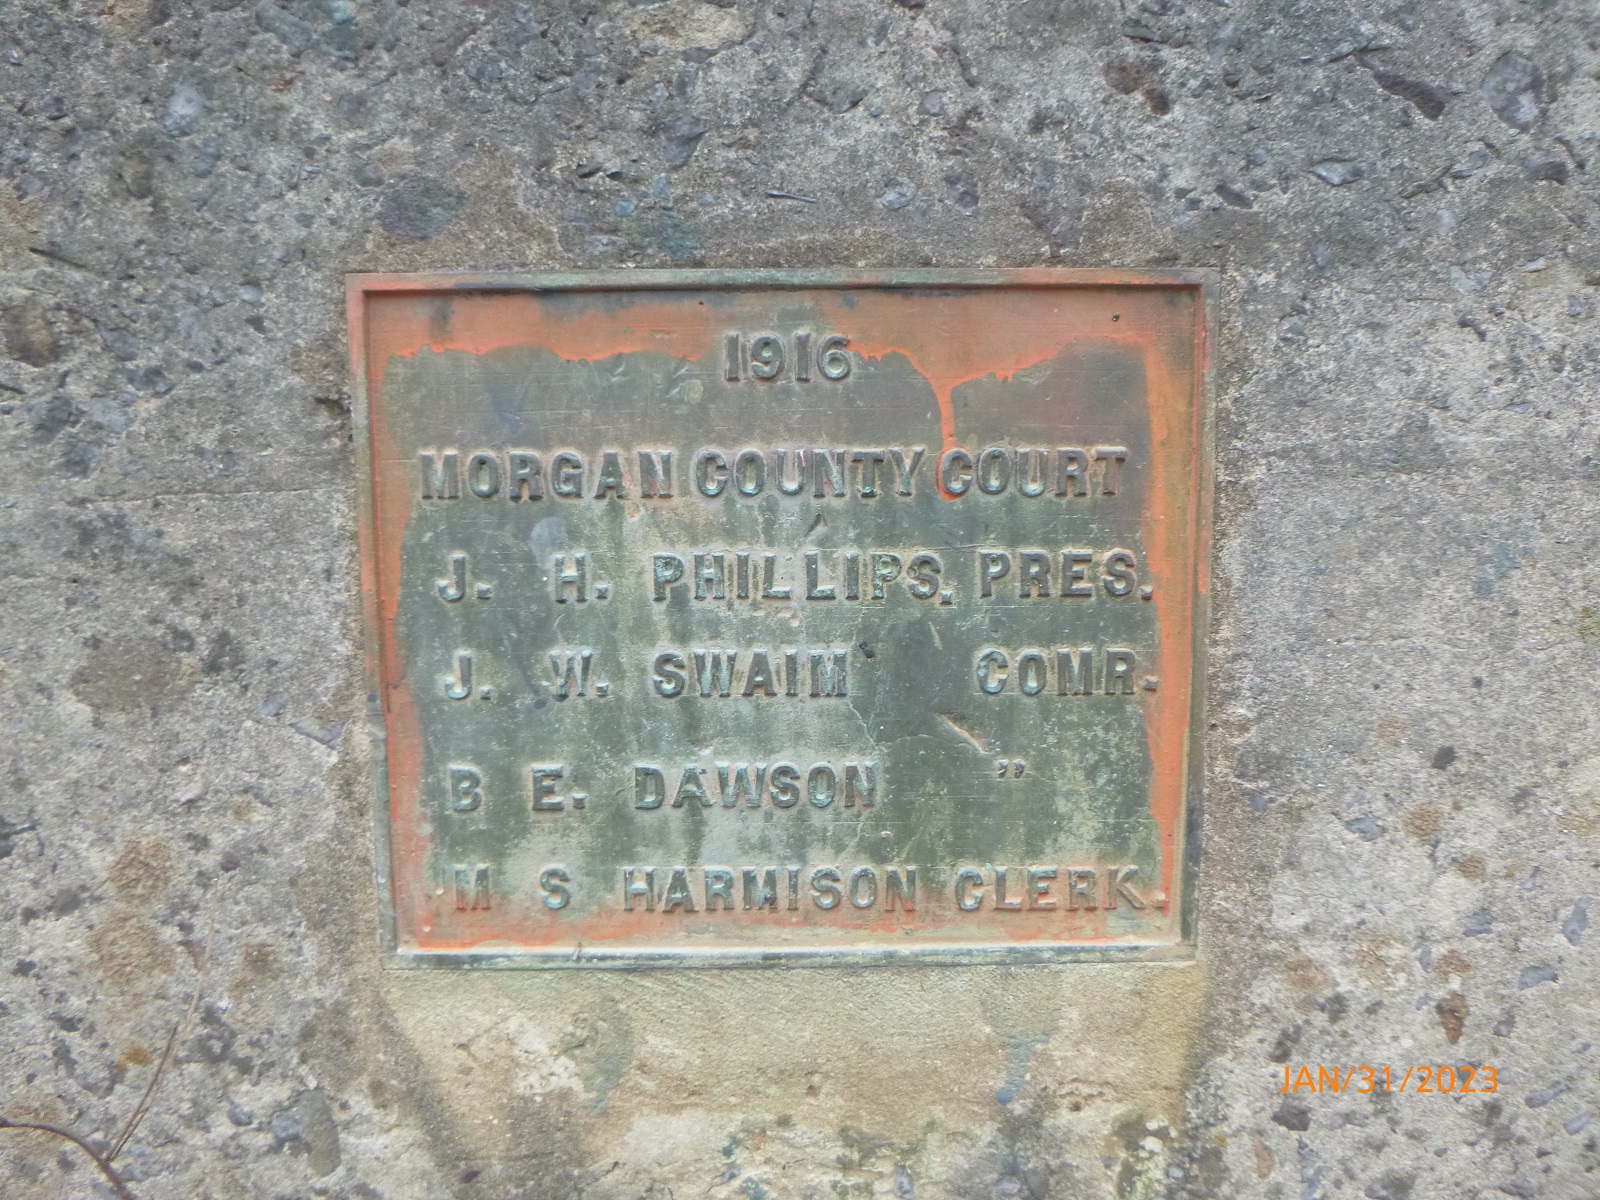 1916
MORGAN COUNTY COURT
J. H. PHILLIPS, PRES.
J. W. SWAIM COMR.
B E. DAWSON "
M S HARMISON CLERK.
JAN/31/2023